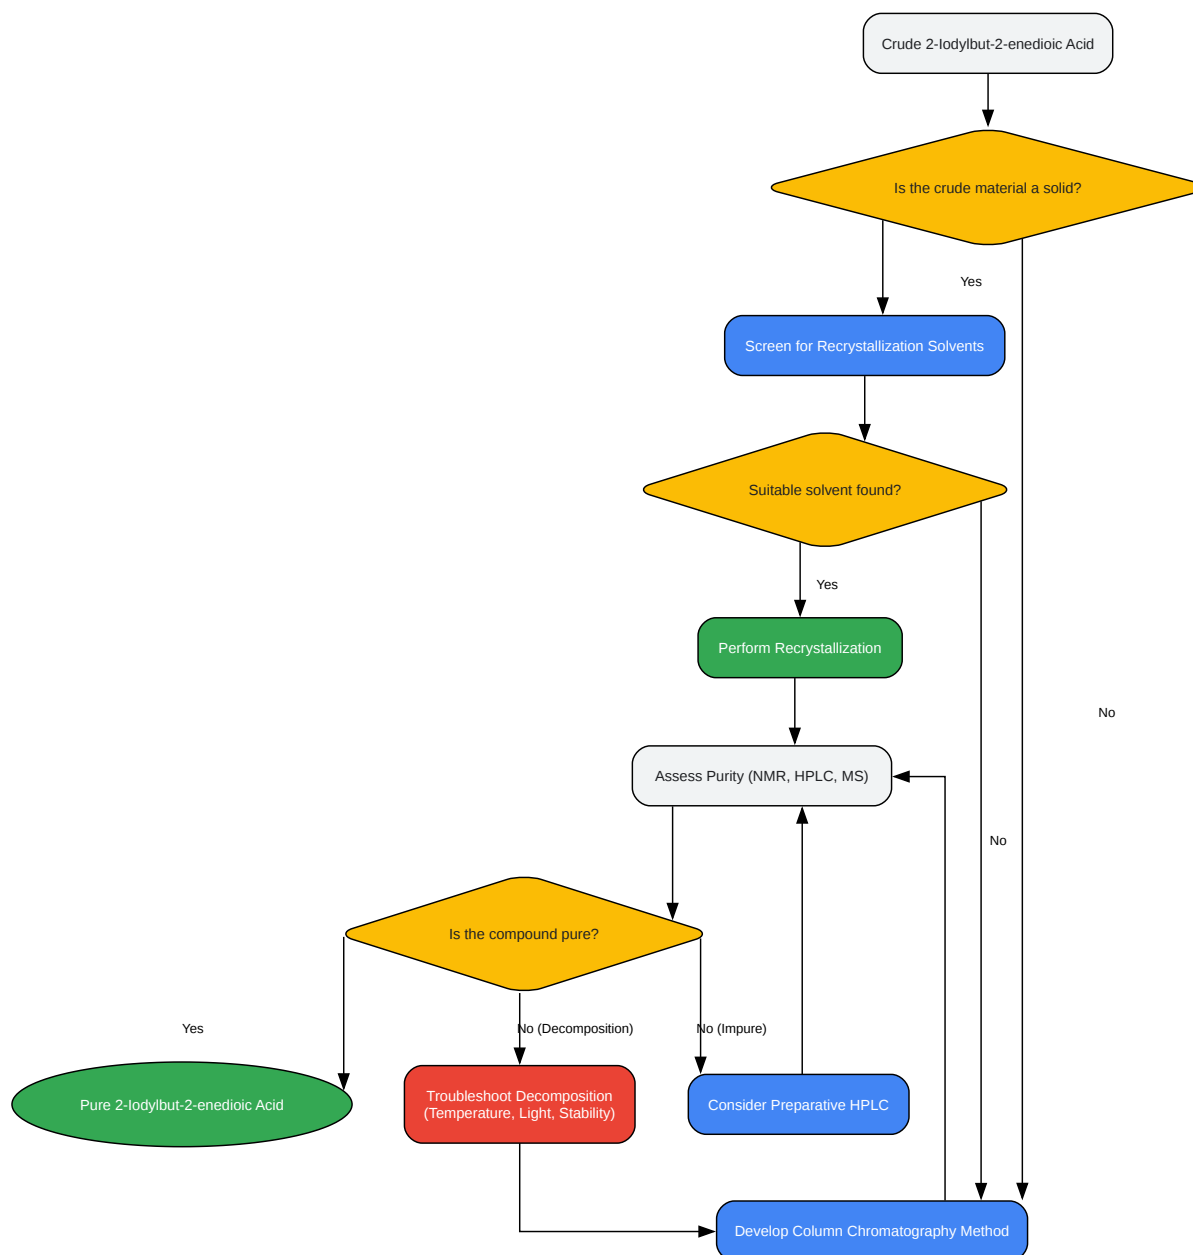 Crude 2-Iodylbut-2-enedioic Acid
Is the crude material a solid?
Yes
Screen for Recrystallization Solvents
Suitable solvent found?
Yes
Perform Recrystallization
No
Assess Purity (NMR, HPLC, MS)
No
Is the compound pure?
Yes
No (Decomposition)
No (Impure)
Pure 2-Iodylbut-2-enedioic Acid
Troubleshoot Decomposition
(Temperature, Light, Stability)
Consider Preparative HPLC
Develop Column Chromatography Method